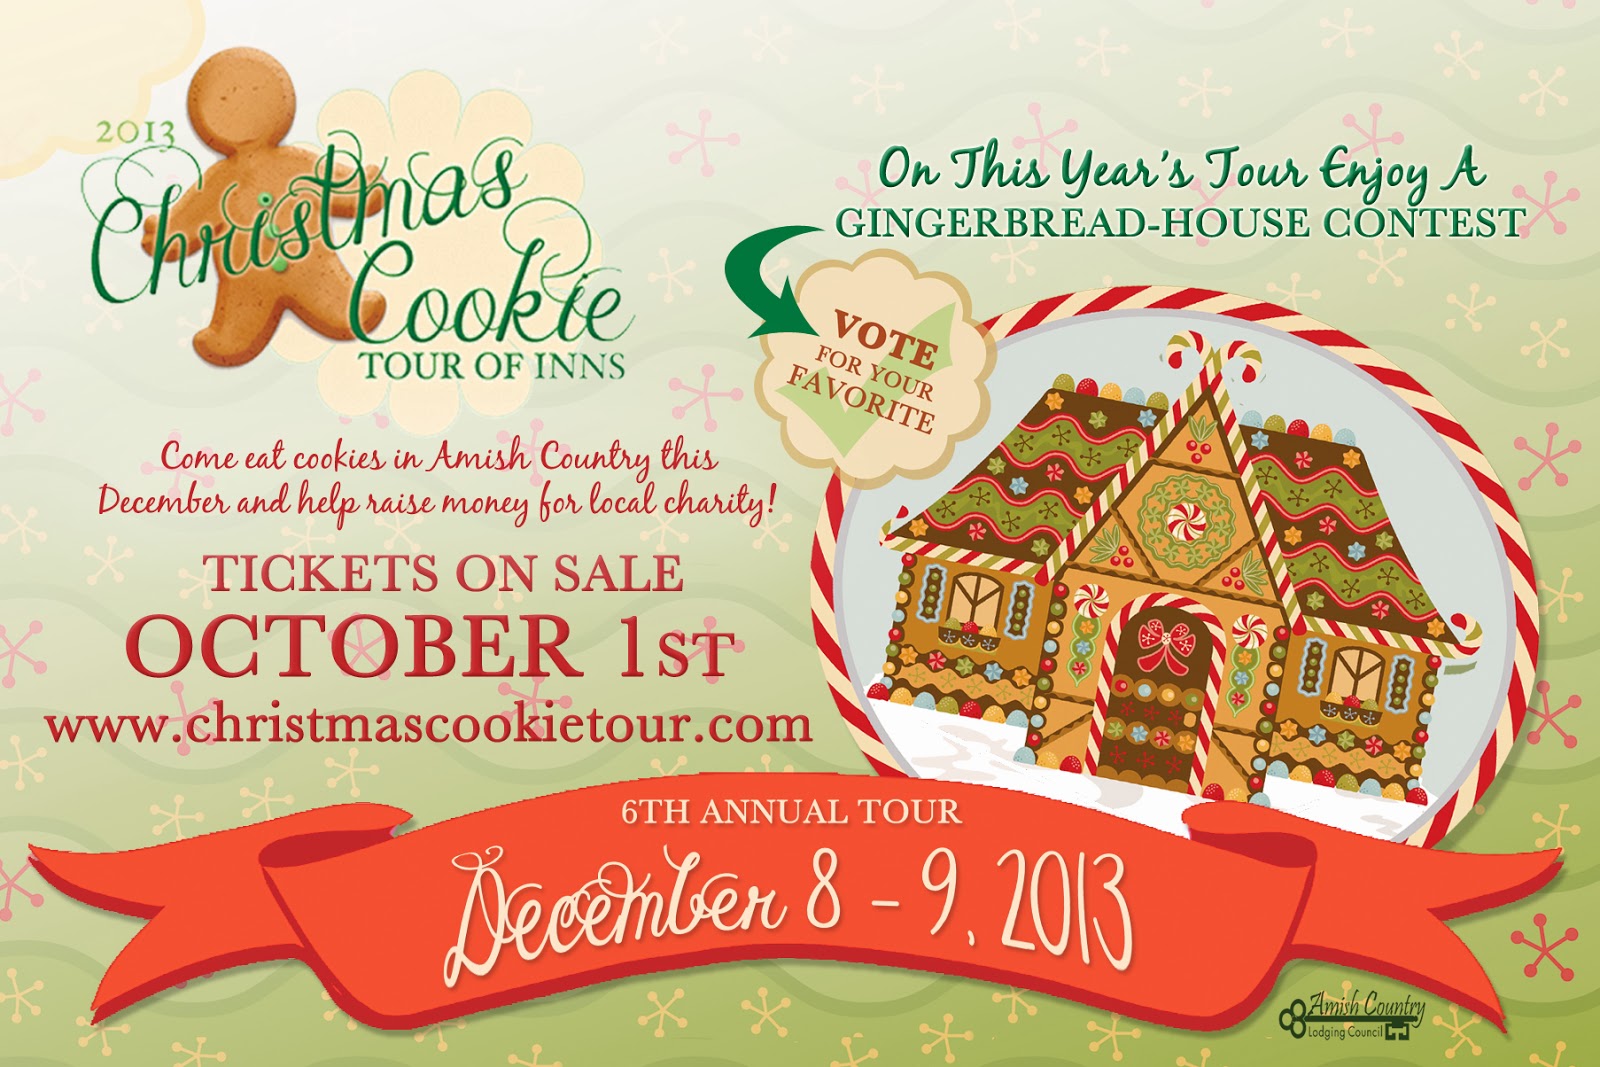 2013
Christmas
Cookie
TOUR OF INNS
Come eat cookies in Amish Country this
December and help raise money for local charity!
TICKETS ON SALE
OCTOBER 1ST
www.christmascookietour.com
On This Year's Tour Enjoy A
GINGERBREAD-HOUSE CONTEST
VOTE
FOR YOUR
FAVORITE
6TH ANNUAL TOUR
December 8 - 9, 2013
Amish Country
Lodging Council